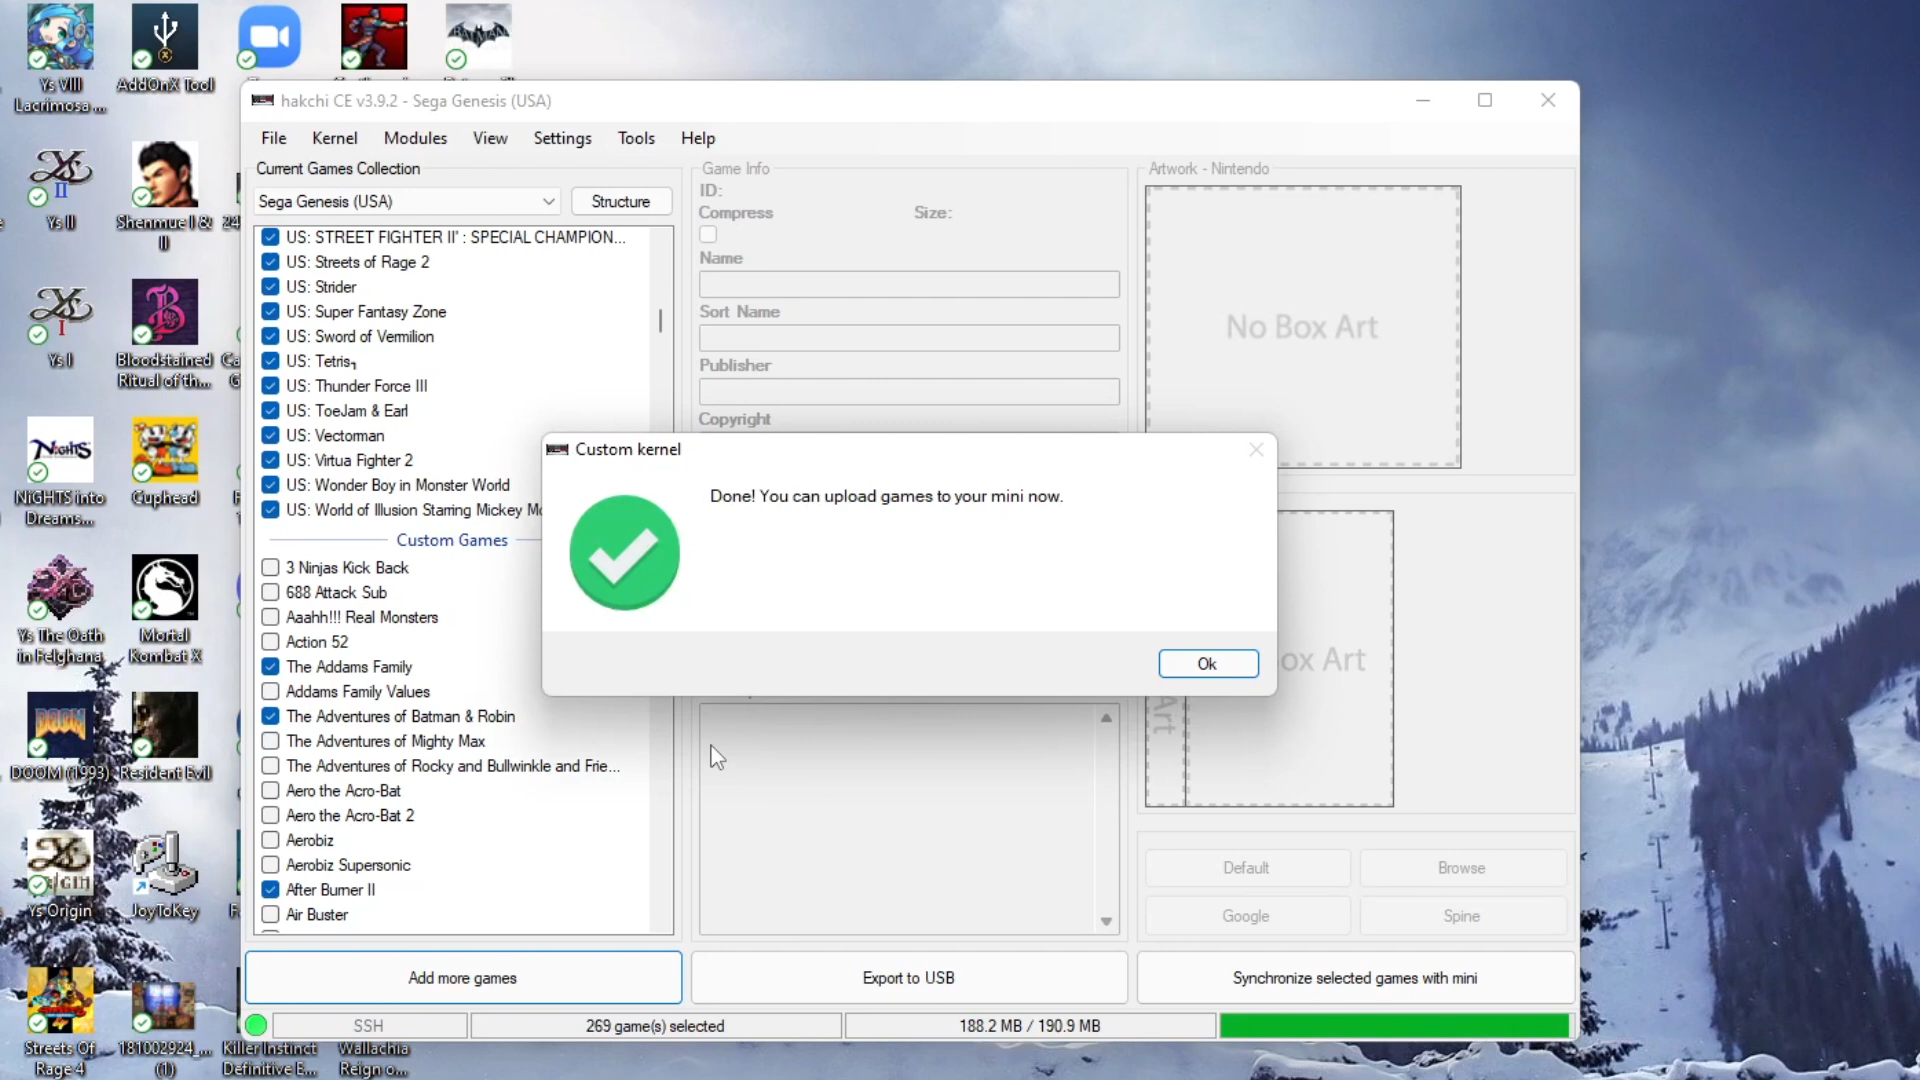 Ys VIII
Lacrimosa ...
AddOnX Tool
Ys II
Shenmue I &
II
Ys I
Bloodstained
Ritual of th...
NiGHTS into
Dreams...
Cuphead
Ys The Oath
in Felghana
Mortal
Kombat X
DOOM (1993)
Resident Evil
Ys Origin
JoyToKey
Streets Of
Rage 4
181002924_...
(1)
Killer Instinct
Definitive E...
Wallachia
Reign o...
hakchi CE v3.9.2 - Sega Genesis (USA)
File Kernel Modules View Settings Tools Help
Current Games Collection
Sega Genesis (USA)
Structure
US: STREET FIGHTER II' : SPECIAL CHAMPION...
US: Streets of Rage 2
US: Strider
US: Super Fantasy Zone
US: Sword of Vermilion
US: Tetris
US: Thunder Force III
US: ToeJam & Earl
US: Vectorman
US: Virtua Fighter 2
US: Wonder Boy in Monster World
US: World of Illusion Starring Mickey Mo
Custom Games
3 Ninjas Kick Back
688 Attack Sub
Aaahh!!! Real Monsters
Action 52
The Addams Family
Addams Family Values
The Adventures of Batman & Robin
The Adventures of Mighty Max
The Adventures of Rocky and Bullwinkle and Frie...
Aero the Acro-Bat
Aero the Acro-Bat 2
Aerobiz
Aerobiz Supersonic
After Burner II
Air Buster
Game Info
ID:
Compress Size:
Name
Sort Name
Publisher
Copyright
Artwork - Nintendo
No Box Art
Custom kernel
Done! You can upload games to your mini now.
Ok
ox Art
Art
Default Browse
Google Spine
Add more games
Export to USB
Synchronize selected games with mini
SSH
269 game(s) selected
188.2 MB / 190.9 MB